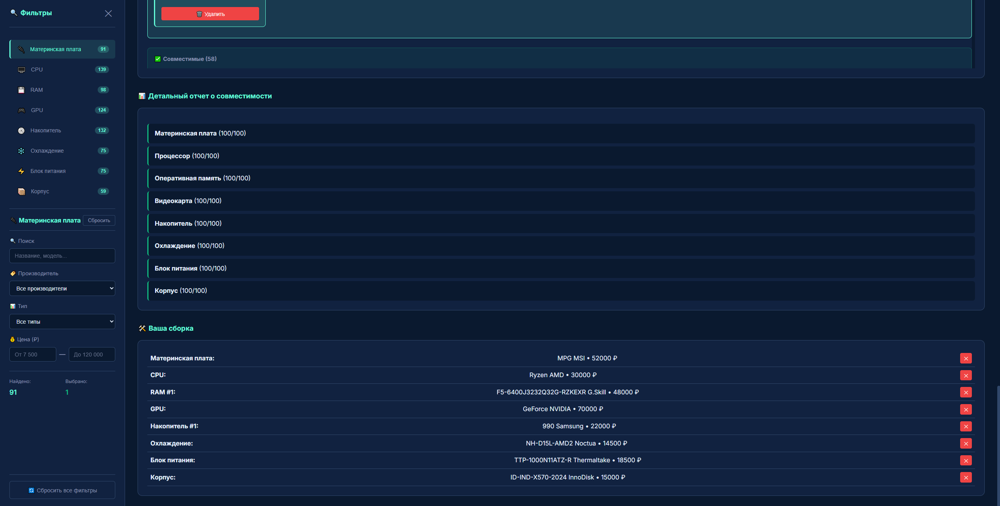 Фильтры
Материнская плата 91
CPU 139
RAM 98
GPU 124
Накопитель 132
Охлаждение 75
Блок питания 75
Корпус 59
Материнская плата Сбросить
Поиск
Название, модель...
Производитель
Все производители
Тип
Все типы
Цена (₽)
От 7 500 — До 120 000
Найдено: Выбрано:
91 1
Сбросить все фильтры
Удалить
Совместимые (58)
Детальный отчет о совместимости
Материнская плата (100/100)
Процессор (100/100)
Оперативная память (100/100)
Видеокарта (100/100)
Накопитель (100/100)
Охлаждение (100/100)
Блок питания (100/100)
Корпус (100/100)
Ваша сборка
Материнская плата: MPG MSI • 52000 ₽
CPU: Ryzen AMD • 30000 ₽
RAM #1: F5-6400J3232Q32G-RZKEXR G.Skill • 48000 ₽
GPU: GeForce NVIDIA • 70000 ₽
Накопитель #1: 990 Samsung • 22000 ₽
Охлаждение: NH-D15L-AMD2 Noctua • 14500 ₽
Блок питания: TTP-1000N11ATZ-R Thermaltake • 18500 ₽
Корпус: ID-IND-X570-2024 InnoDisk • 15000 ₽